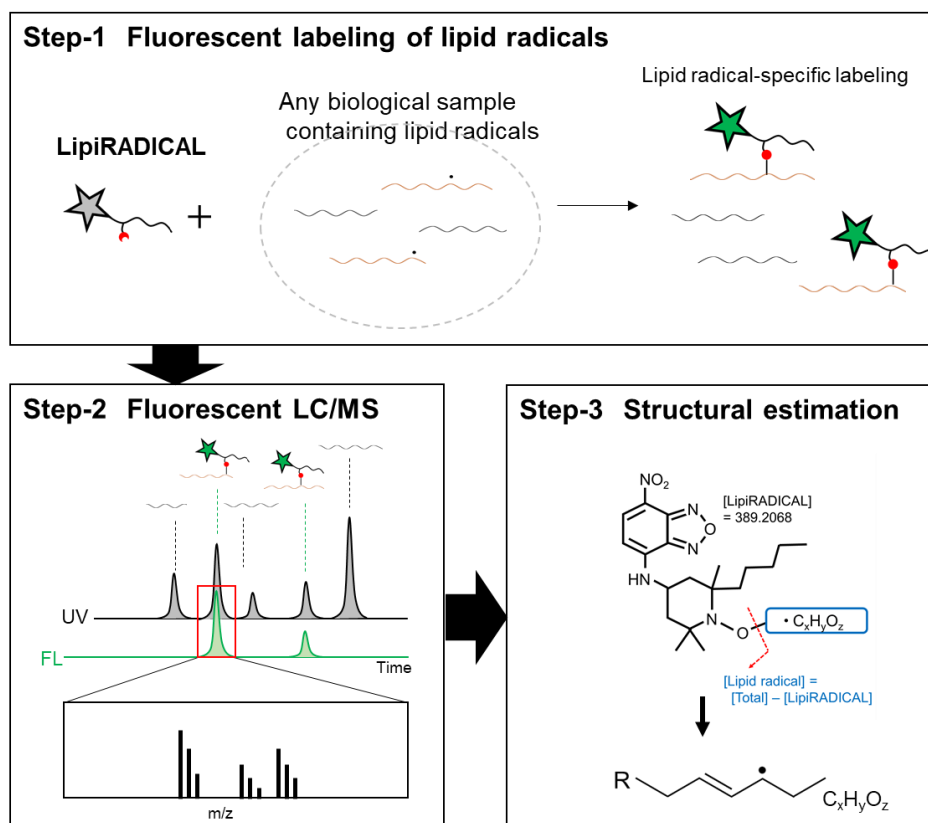 Step-1 Fluorescent labeling of lipid radicals
Lipid radical-specific labeling
Any biological sample
containing lipid radicals
LipiRADICAL
+
Step-2 Fluorescent LC/MS
UV
FL
Time
m/z
Step-3 Structural estimation
NO₂
[LipiRADICAL]
= 389.2068
N
O
N
HN
N
O
• CₓHᵧO_z
[Lipid radical] =
[Total] – [LipiRADICAL]
R
CₓHᵧO_z